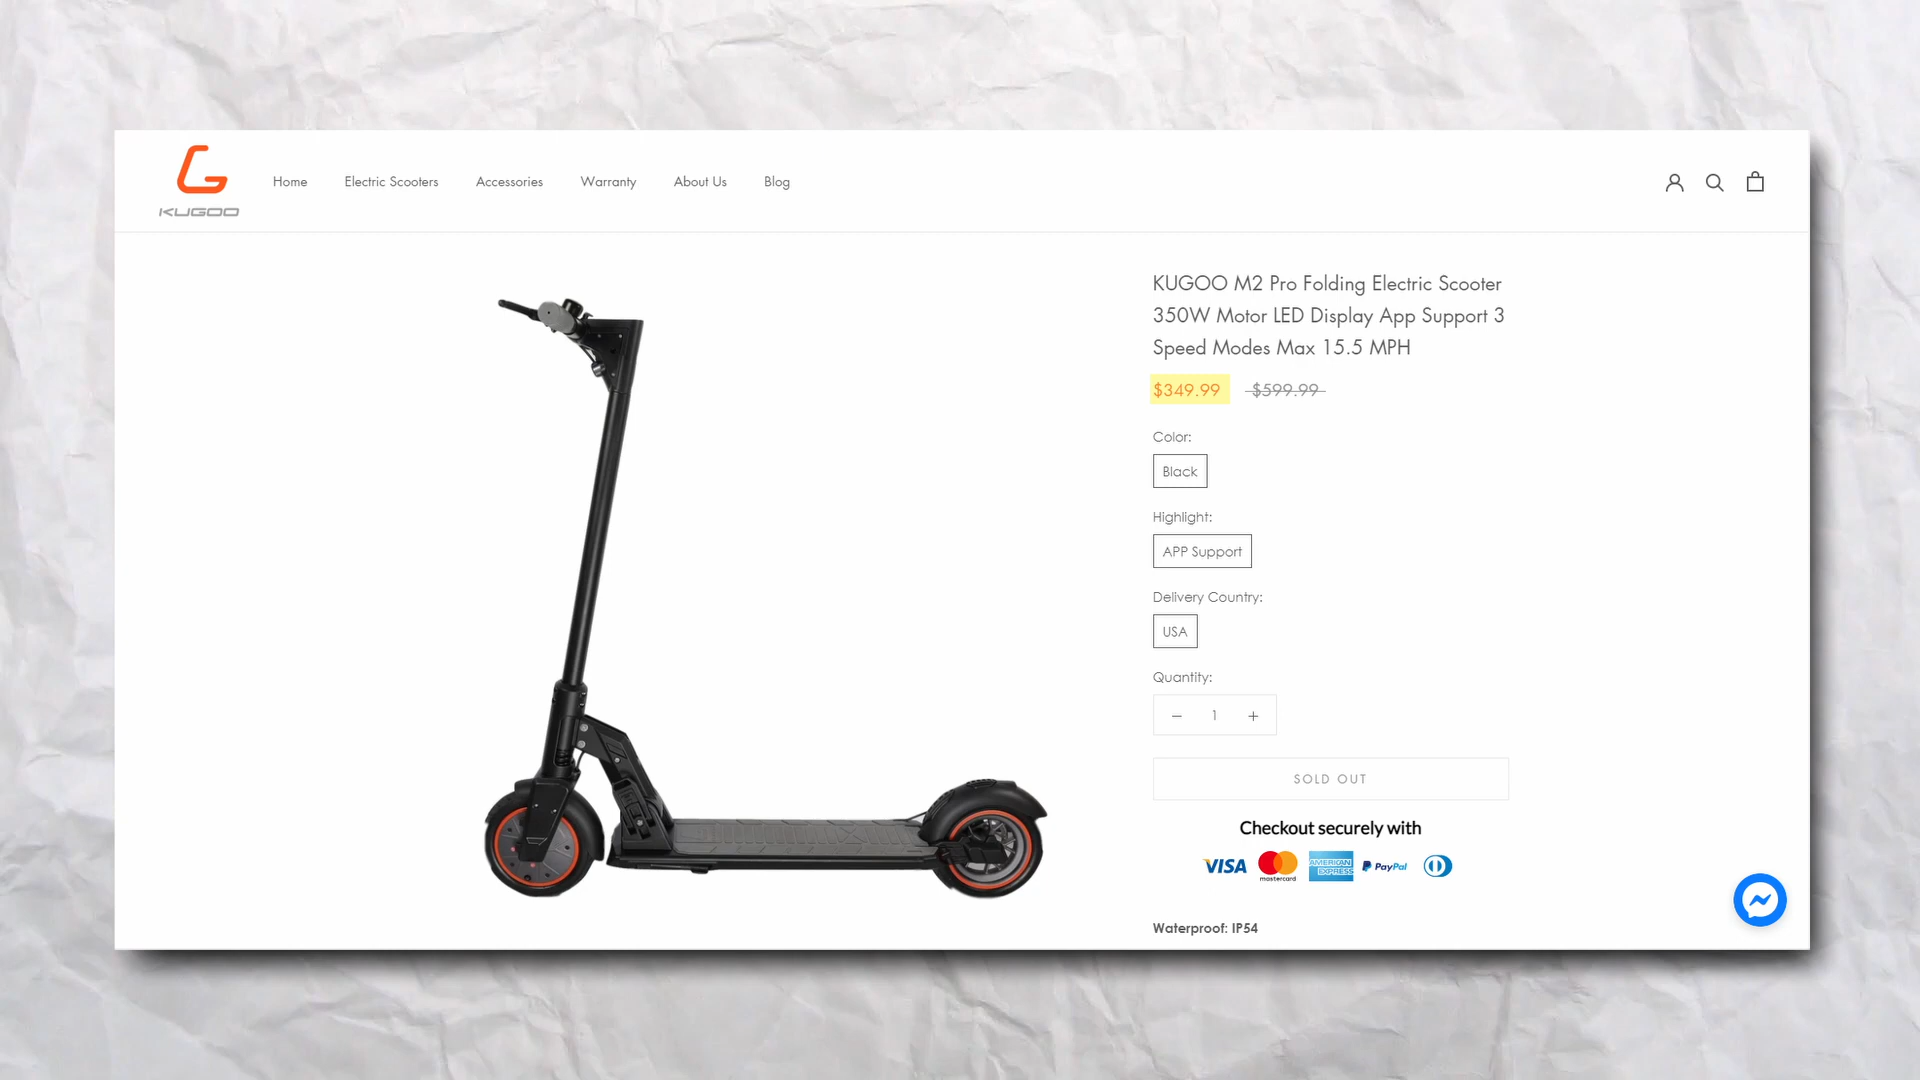 KUGOO
Home
Electric Scooters
Accessories
Warranty
About Us
Blog
KUGOO M2 Pro Folding Electric Scooter
350W Motor LED Display App Support 3
Speed Modes Max 15.5 MPH
$349.99 $599.99
Color:
Black
Highlight:
APP Support
Delivery Country:
USA
Quantity:
1
SOLD OUT
Checkout securely with
VISA
mastercard
AMERICAN
EXPRESS
PayPal
Waterproof: IP54